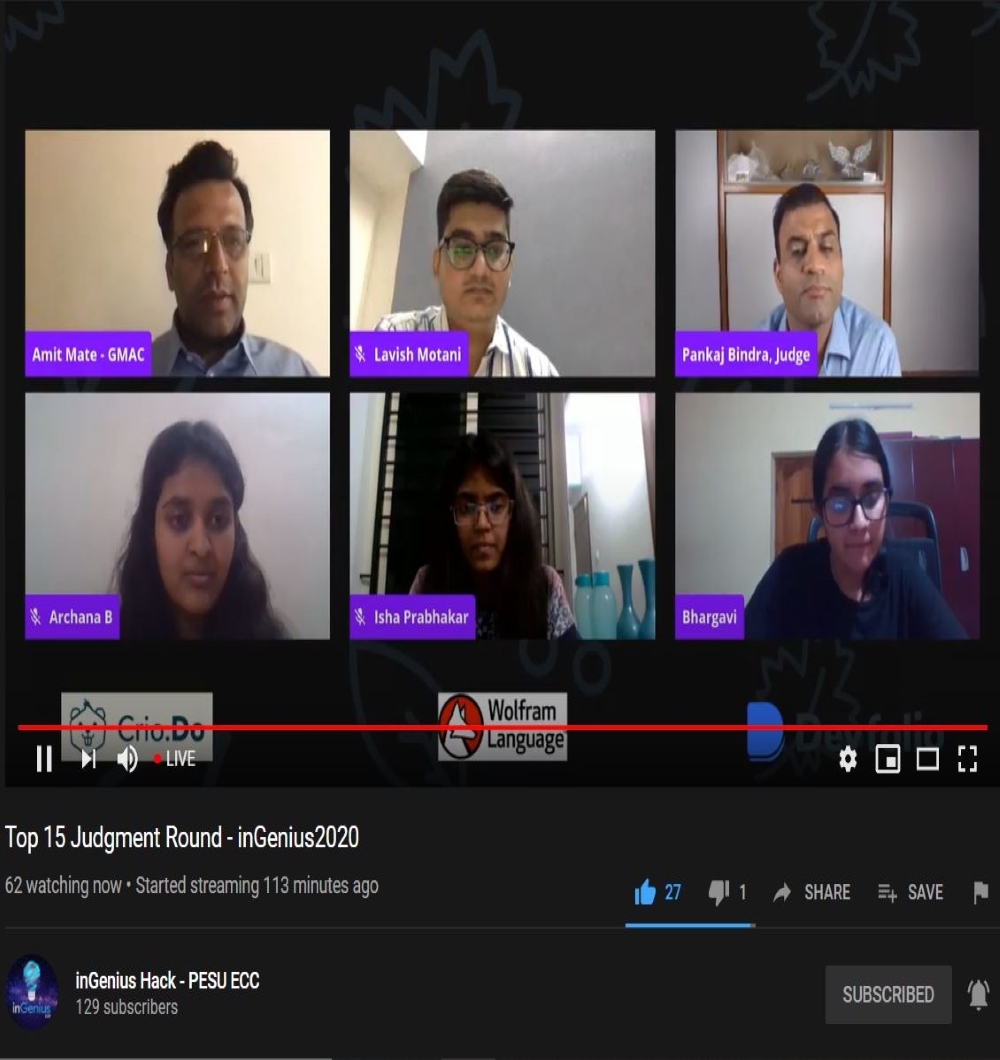 Amit Mate - GMAC
Lavish Motani
Pankaj Bindra, Judge
Archana B
Isha Prabhakar
Bhargavi
Crio.Do
Wolfram
Language
Devfolio
LIVE
Top 15 Judgment Round - inGenius2020
62 watching now • Started streaming 113 minutes ago
27
1
SHARE
SAVE
inGenius
inGenius Hack - PESU ECC
129 subscribers
SUBSCRIBED